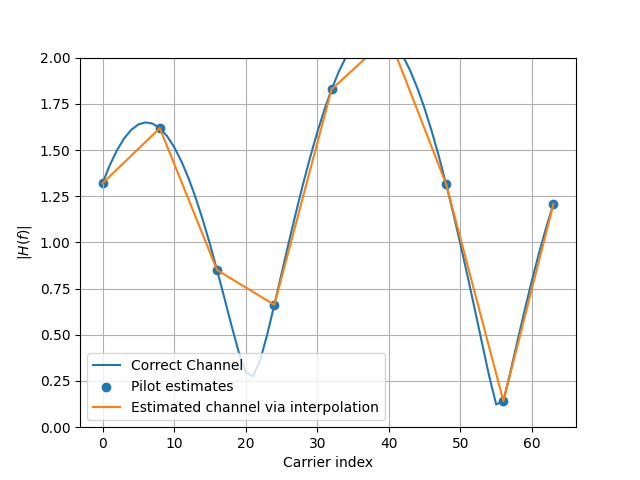 2.00
1.75
1.50
1.25
1.00
0.75
0.50
0.25
0.00
|H(f)|
Correct Channel
Pilot estimates
Estimated channel via interpolation
0 10 20 30 40 50 60
Carrier index